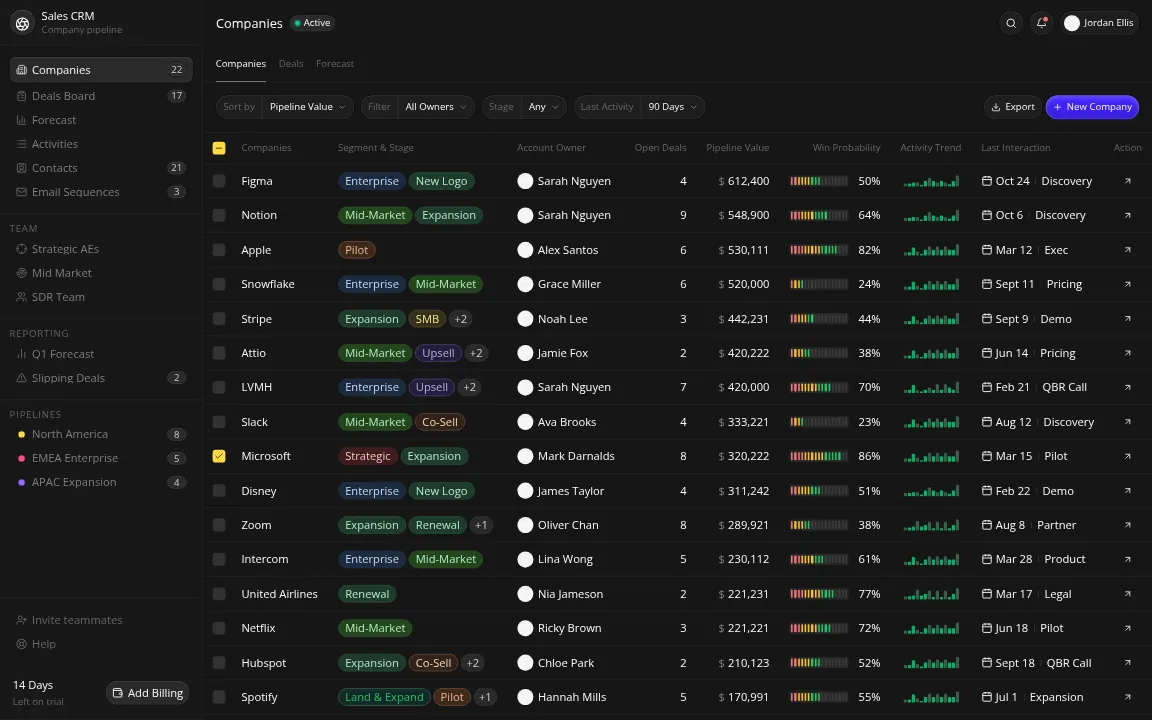 Sales CRM
Company pipeline
Companies 22
Deals Board 17
Forecast
Activities
Contacts 21
Email Sequences 3
TEAM
Strategic AEs
Mid Market
SDR Team
REPORTING
Q1 Forecast
Slipping Deals 2
PIPELINES
North America 8
EMEA Enterprise 5
APAC Expansion 4
Invite teammates
Help
14 Days
Left on trial
Add Billing
Companies Active
Jordan Ellis
Companies Deals Forecast
Sort by Pipeline Value Filter All Owners Stage Any Last Activity 90 Days Export + New Company
Companies Segment & Stage Account Owner Open Deals Pipeline Value Win Probability Activity Trend Last Interaction Action
Figma Enterprise New Logo Sarah Nguyen 4 $ 612,400 50% Oct 24 Discovery
Notion Mid-Market Expansion Sarah Nguyen 9 $ 548,900 64% Oct 6 Discovery
Apple Pilot Alex Santos 6 $ 530,111 82% Mar 12 Exec
Snowflake Enterprise Mid-Market Grace Miller 6 $ 520,000 24% Sept 11 Pricing
Stripe Expansion SMB +2 Noah Lee 3 $ 442,231 44% Sept 9 Demo
Attio Mid-Market Upsell +2 Jamie Fox 2 $ 420,222 38% Jun 14 Pricing
LVMH Enterprise Upsell +2 Sarah Nguyen 7 $ 420,000 70% Feb 21 QBR Call
Slack Mid-Market Co-Sell Ava Brooks 4 $ 333,221 23% Aug 12 Discovery
Microsoft Strategic Expansion Mark Darnalds 8 $ 320,222 86% Mar 15 Pilot
Disney Enterprise New Logo James Taylor 4 $ 311,242 51% Feb 22 Demo
Zoom Expansion Renewal +1 Oliver Chan 8 $ 289,921 38% Aug 8 Partner
Intercom Enterprise Mid-Market Lina Wong 5 $ 230,112 61% Mar 28 Product
United Airlines Renewal Nia Jameson 2 $ 221,231 77% Mar 17 Legal
Netflix Mid-Market Ricky Brown 3 $ 221,221 72% Jun 18 Pilot
Hubspot Expansion Co-Sell +2 Chloe Park 2 $ 210,123 52% Sept 18 QBR Call
Spotify Land & Expand Pilot +1 Hannah Mills 5 $ 170,991 55% Jul 1 Expansion